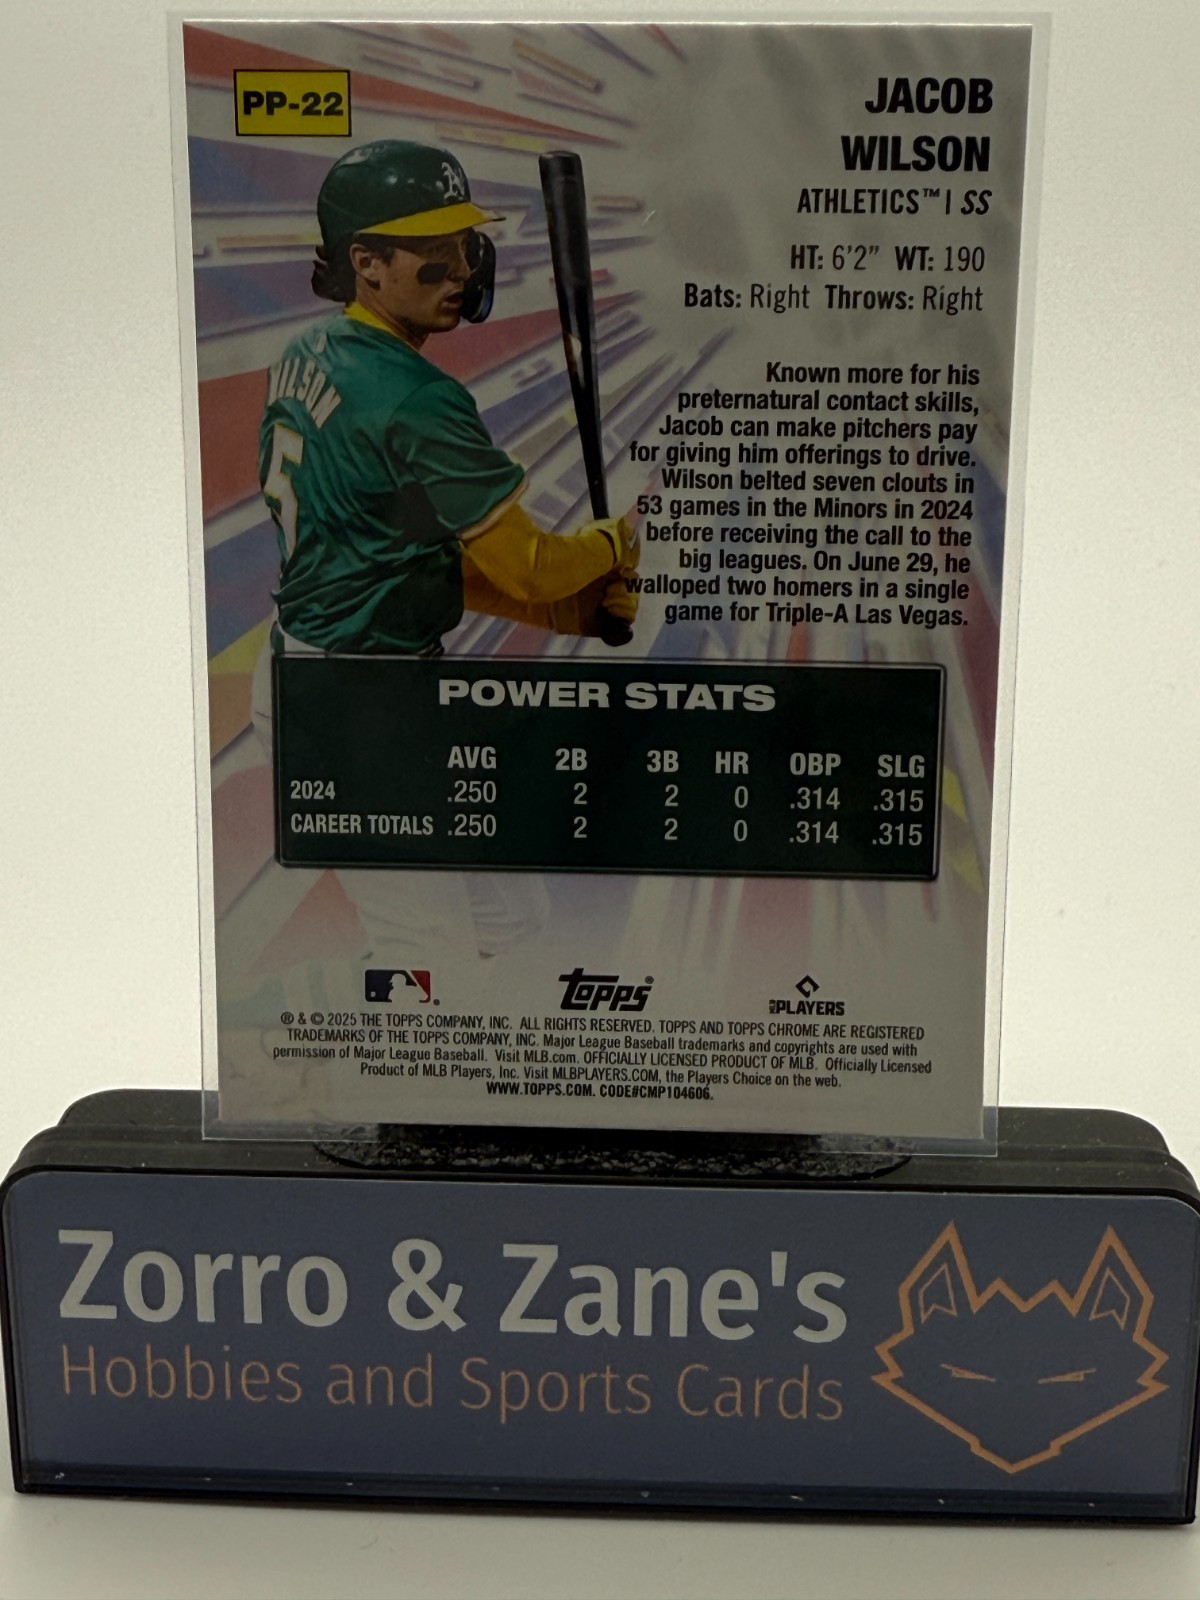 PP-22
JACOB
WILSON
ATHLETICS™ | SS
HT: 6'2" WT: 190
Bats: Right Throws: Right
WILSON
5
Known more for his
preternatural contact skills,
Jacob can make pitchers pay
for giving him offerings to drive.
Wilson belted seven clouts in
53 games in the Minors in 2024
before receiving the call to the
big leagues. On June 29, he
walloped two homers in a single
game for Triple-A Las Vegas.
POWER STATS
AVG 2B 3B HR OBP SLG
2024 .250 2 2 0 .314 .315
CAREER TOTALS .250 2 2 0 .314 .315
topps® PLAYERS
® & © 2025 THE TOPPS COMPANY, INC. ALL RIGHTS RESERVED. TOPPS AND TOPPS CHROME ARE REGISTERED
TRADEMARKS OF THE TOPPS COMPANY, INC. Major League Baseball trademarks and copyrights are used with
permission of Major League Baseball. Visit MLB.com. OFFICIALLY LICENSED PRODUCT OF MLB. Officially Licensed
Product of MLB Players, Inc. Visit MLBPLAYERS.COM, the Players Choice on the web.
WWW.TOPPS.COM. CODE#CMP104606.
Zorro & Zane's
Hobbies and Sports Cards